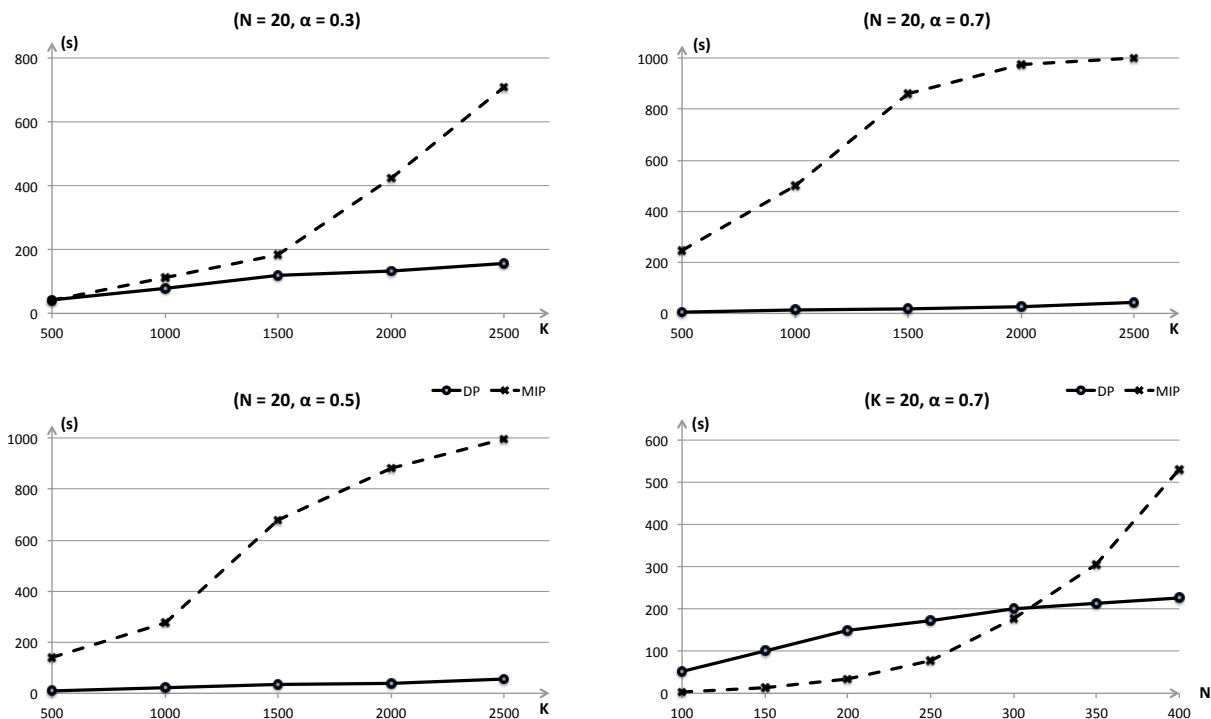 (N = 20, α = 0.3)
(s)
800
600
400
200
0
500 1000 1500 2000 2500
K
(N = 20, α = 0.7)
(s)
1000
800
600
400
200
0
500 1000 1500 2000 2500
K
DP MIP
(N = 20, α = 0.5)
(s)
1000
800
600
400
200
0
500 1000 1500 2000 2500
K
DP MIP
(K = 20, α = 0.7)
(s)
600
500
400
300
200
100
0
100 150 200 250 300 350 400
N